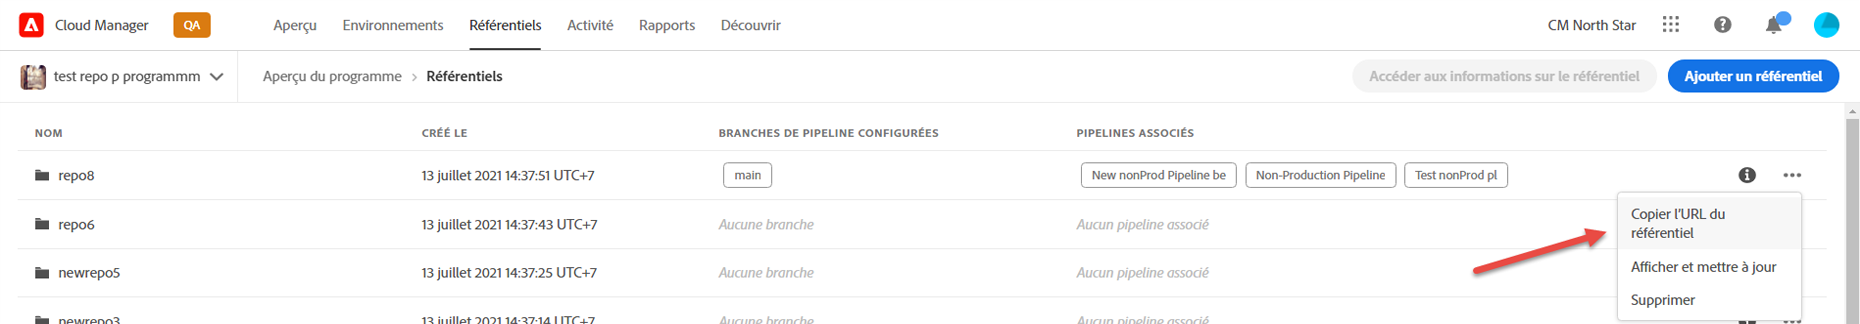 Cloud Manager QA Aperçu Environnements Référentiels Activité Rapports Découvrir CM North Star
test repo p programmm Aperçu du programme > Référentiels Accéder aux informations sur le référentiel Ajouter un référentiel
NOM CRÉÉ LE BRANCHES DE PIPELINE CONFIGURÉES PIPELINES ASSOCIÉS
repo8 13 juillet 2021 14:37:51 UTC+7 main New nonProd Pipeline be Non-Production Pipeline Test nonProd pl
Copier l'URL du
référentiel
repo6 13 juillet 2021 14:37:43 UTC+7 Aucune branche Aucun pipeline associé
Afficher et mettre à jour
newrepo5 13 juillet 2021 14:37:25 UTC+7 Aucune branche Aucun pipeline associé
Supprimer
newrepo3 13 juillet 2021 14:37:14 UTC+7 Aucune branche Aucun pipeline associé